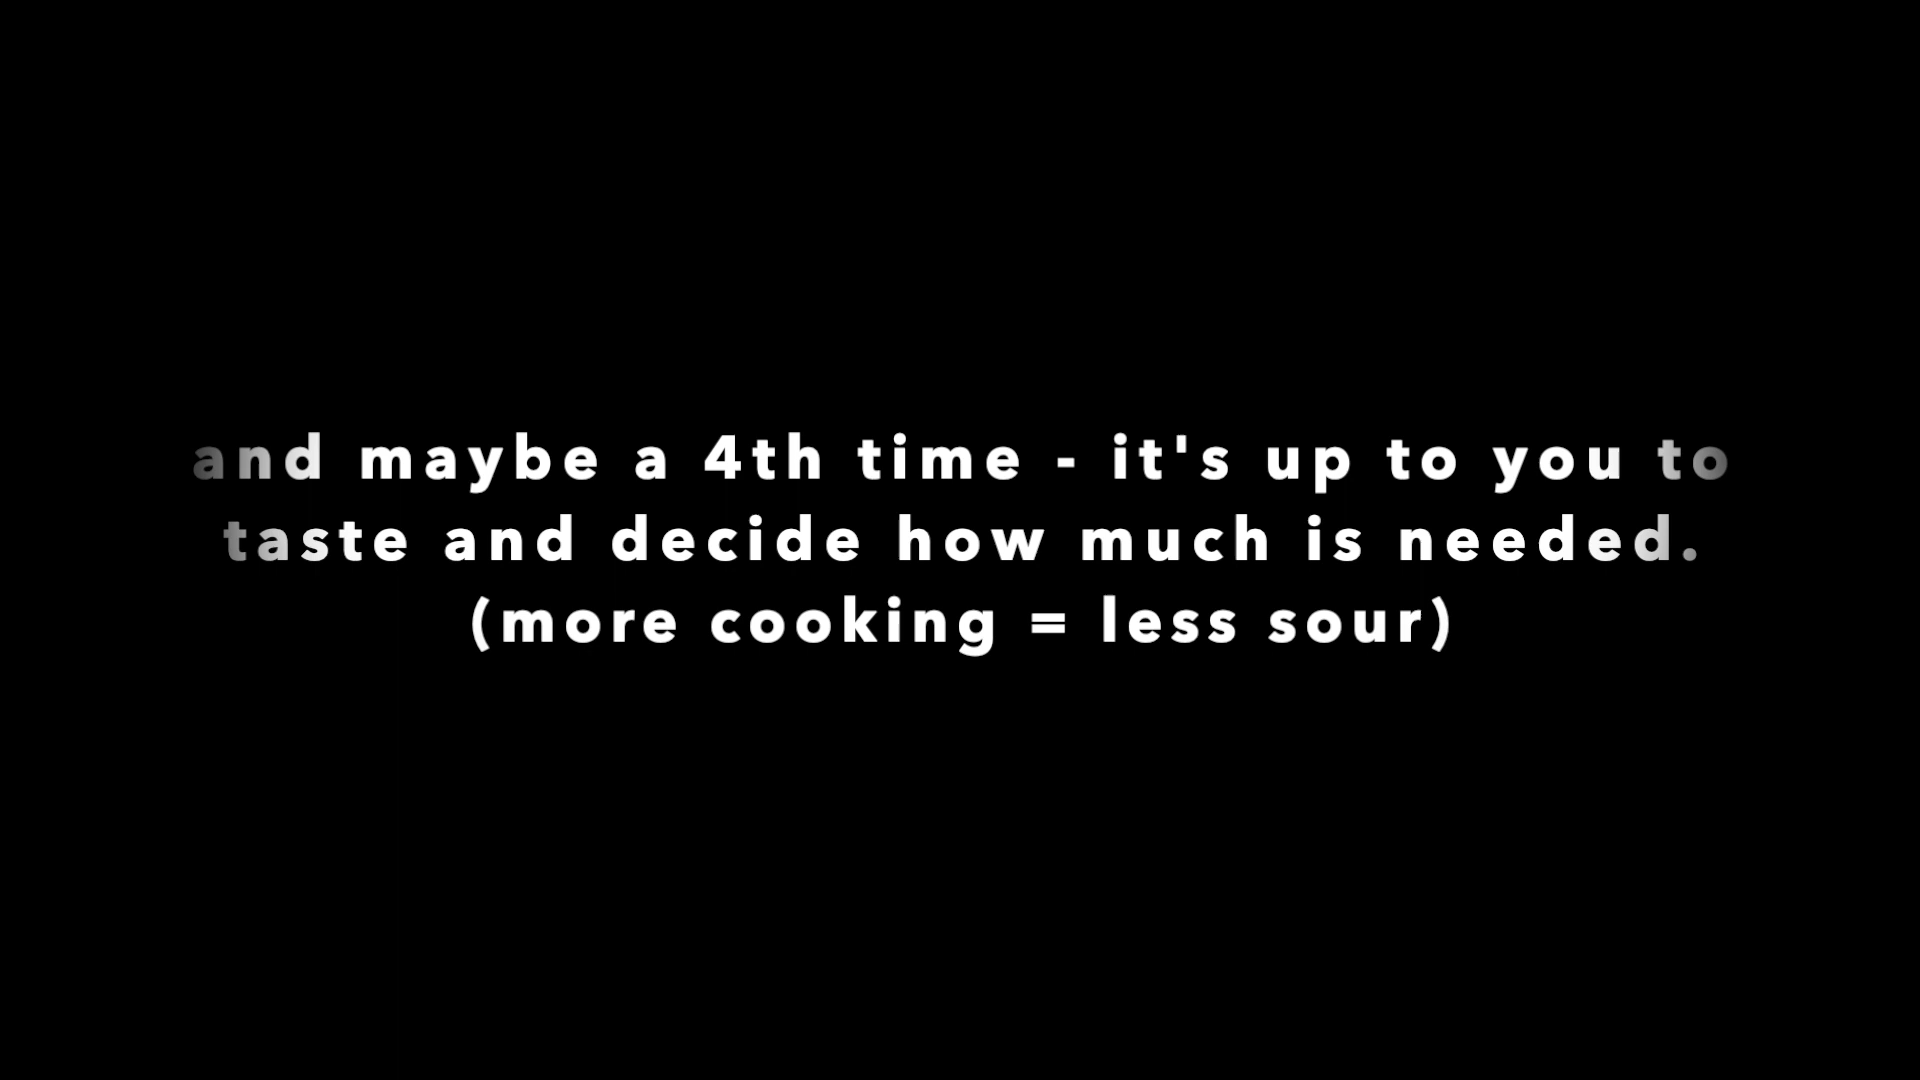 and maybe a 4th time - it's up to you to
taste and decide how much is needed.
(more cooking = less sour)